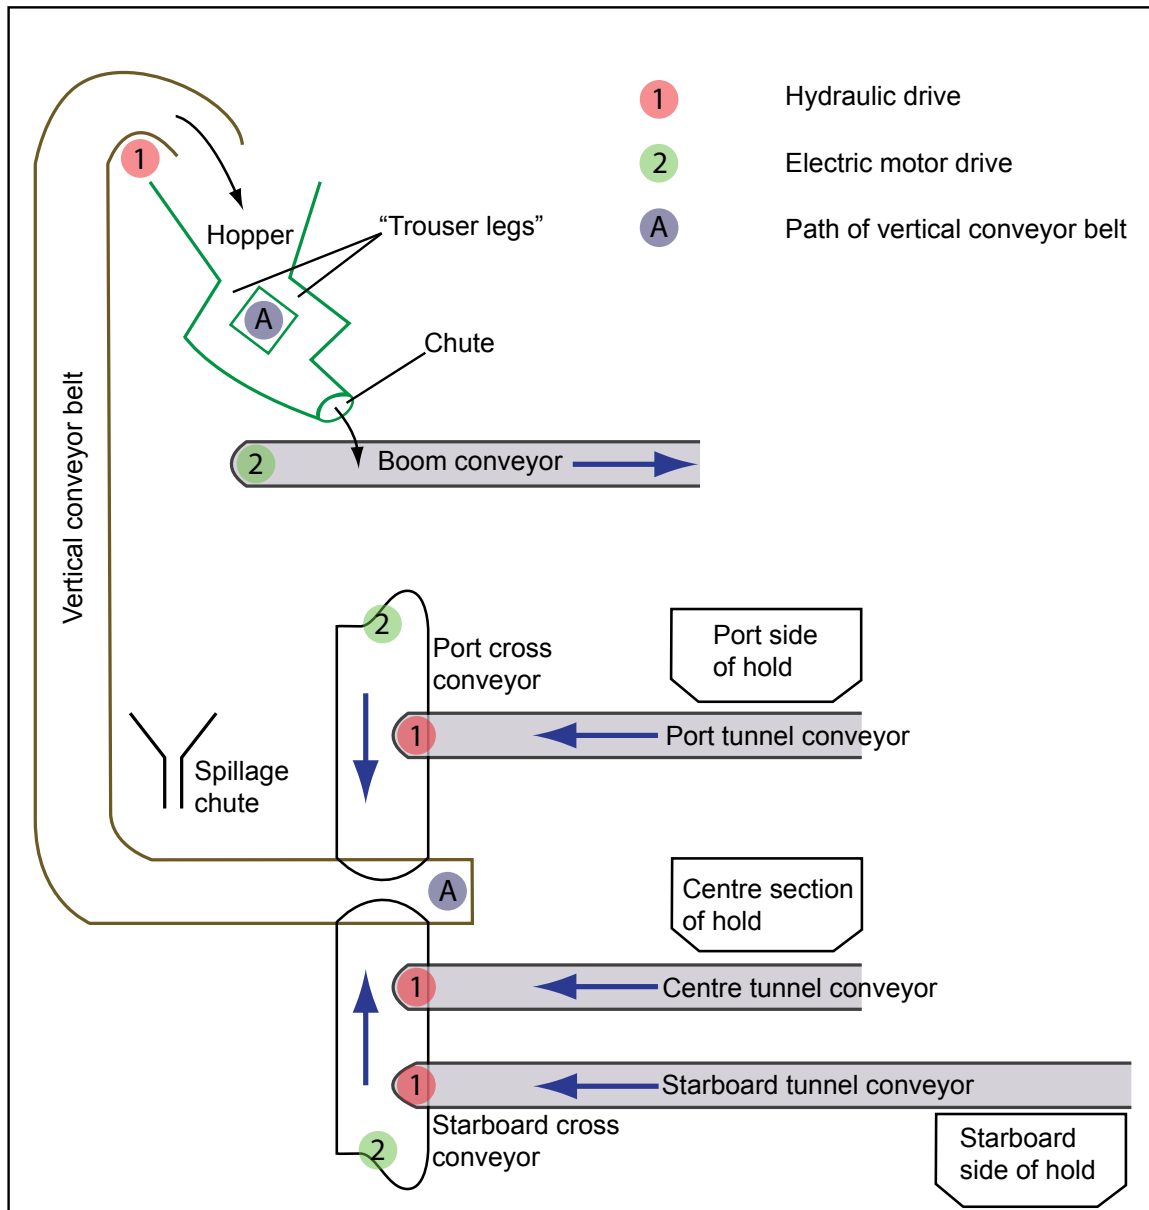 1 Hydraulic drive
2 Electric motor drive
A Path of vertical conveyor belt
1
Hopper
“Trouser legs”
A
Chute
Vertical conveyor belt
2 Boom conveyor
2
Port cross
conveyor
Port side
of hold
1 Port tunnel conveyor
Spillage
chute
A
Centre section
of hold
1 Centre tunnel conveyor
1 Starboard tunnel conveyor
2
Starboard cross
conveyor
Starboard
side of hold